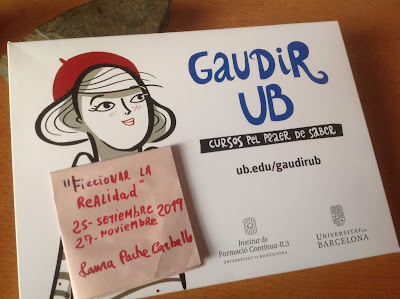 GAUDIR
UB
CURSOS PEL PLAER DE SABER
ub.edu/gaudirub
Institut de
Formació Contínua-IL3
UNIVERSITAT DE BARCELONA
UNIVERSITAT DE
BARCELONA
"Ficcionar la
Realidad"
25-Setiembre 2019
27-Noviembre
Laura Pache Carballo